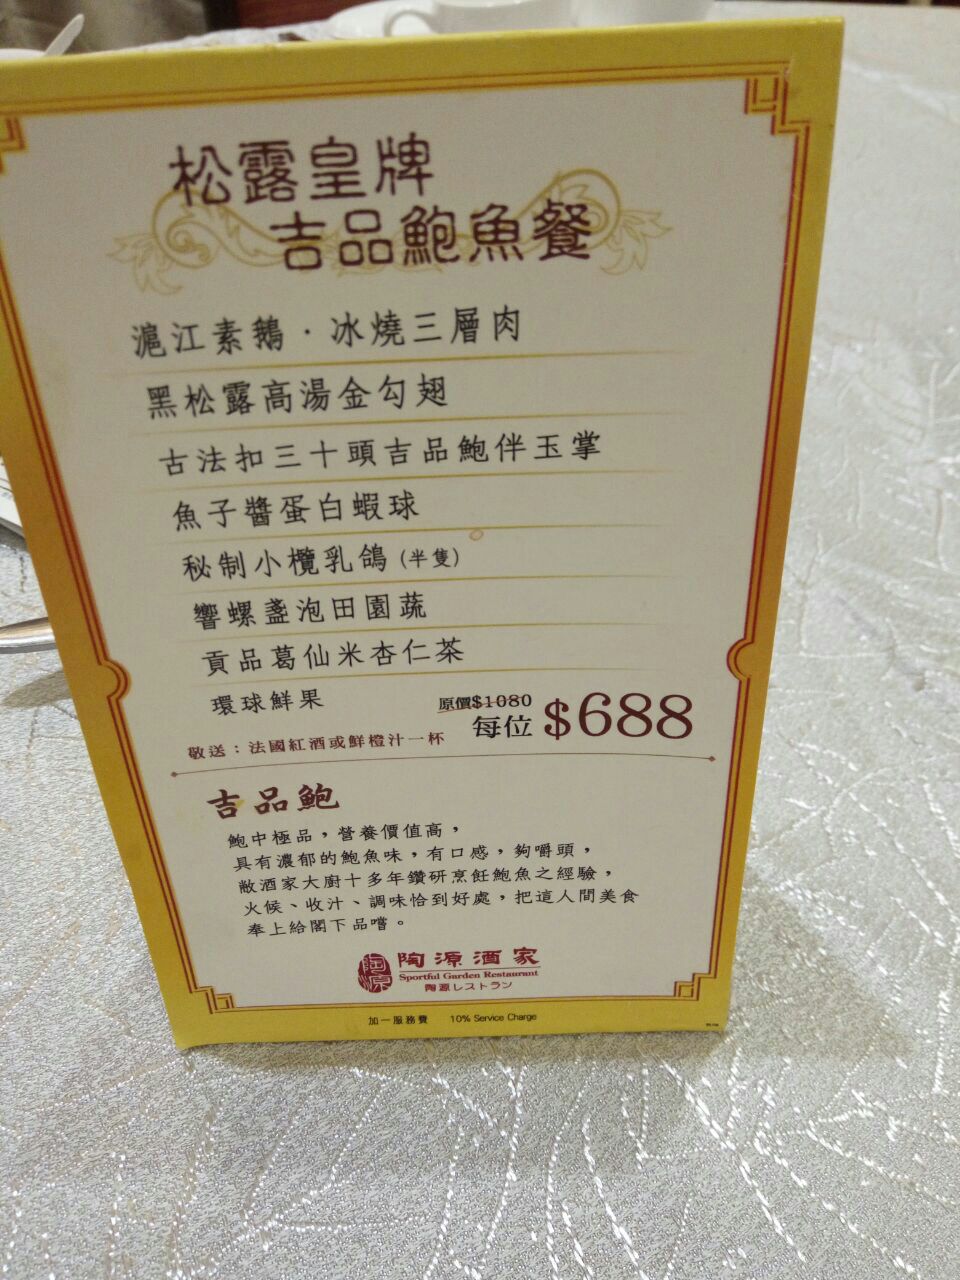 松露皇牌
吉品鮑魚餐
滬江素鵝・冰燒三層肉
黑松露高湯金勾翅
古法扣三十頭吉品鮑伴玉掌
魚子醬蛋白蝦球
秘制小欖乳鴿(半隻)
響螺盞泡田園蔬
貢品葛仙米杏仁茶
環球鮮果
原價$1080
每位 $688
敬送：法國紅酒或鮮橙汁一杯
吉品鮑
鮑中極品，營養價值高，
具有濃郁的鮑魚味，有口感，夠嚼頭，
敝酒家大廚十多年鑽研烹飪鮑魚之經驗，
火候、收汁、調味恰到好處，把這人間美食
奉上給閣下品嚐。
陶源
陶源酒家
Sportful Garden Restaurant
陶源レストラン
加一服務費 10% Service Charge